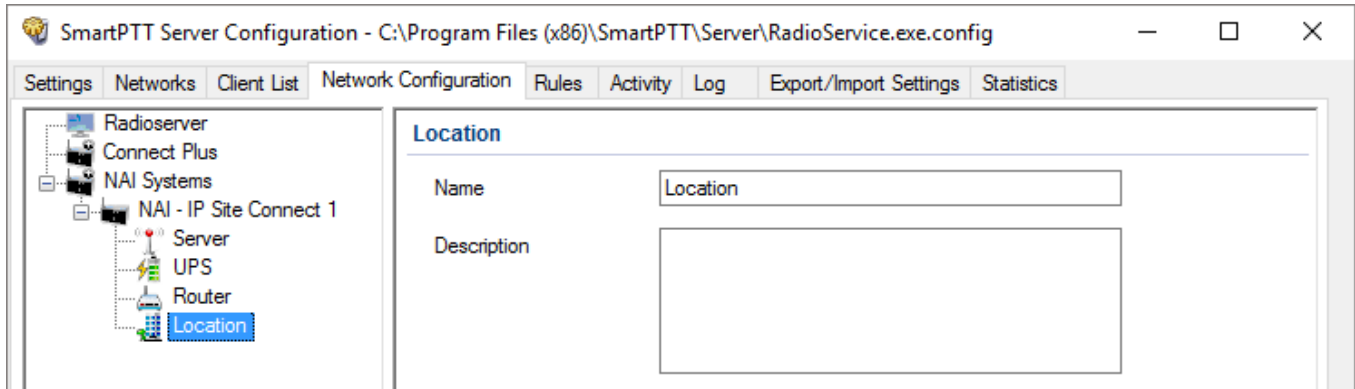 SmartPTT Server Configuration - C:\Program Files (x86)\SmartPTT\Server\RadioService.exe.config
Settings Networks Client List Network Configuration Rules Activity Log Export/Import Settings Statistics
Radioserver
Connect Plus
NAI Systems
NAI - IP Site Connect 1
Server
UPS
Router
Location
Location
Name Location
Description